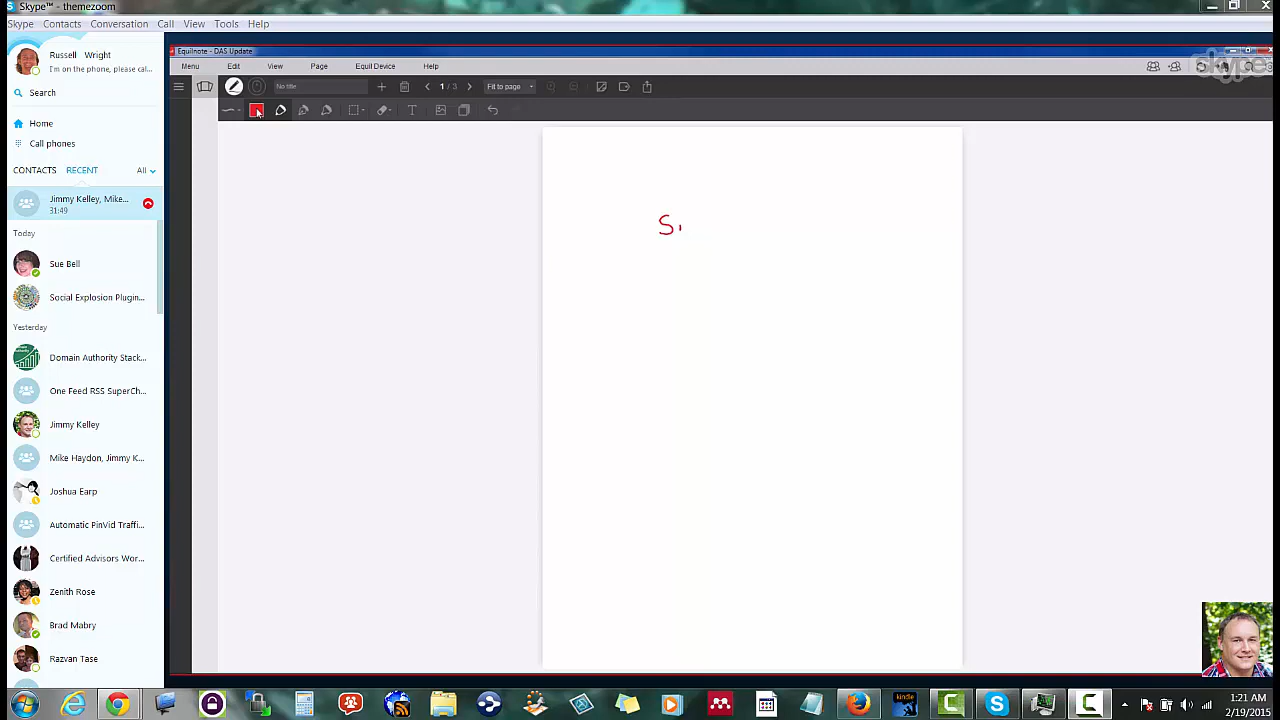 Skype™ - themezoom
Skype Contacts Conversation Call View Tools Help
Russell Wright
I'm on the phone, please cal...
Search
Home
Call phones
CONTACTS RECENT All
Jimmy Kelley, Mike...
31:49
Today
Sue Bell
Social Explosion Plugin...
Yesterday
Domain Authority Stack...
One Feed RSS SuperCh...
Jimmy Kelley
Mike Haydon, Jimmy K...
Joshua Earp
Automatic PinVid Traffi...
Certified Advisors Wor...
Zenith Rose
Brad Mabry
Razvan Tase
Equilnote - DAS Update
Menu Edit View Page Equil Device Help
skype
No title 1 / 3 Fit to page
T
S
kindle
1:21 AM
2/19/2015